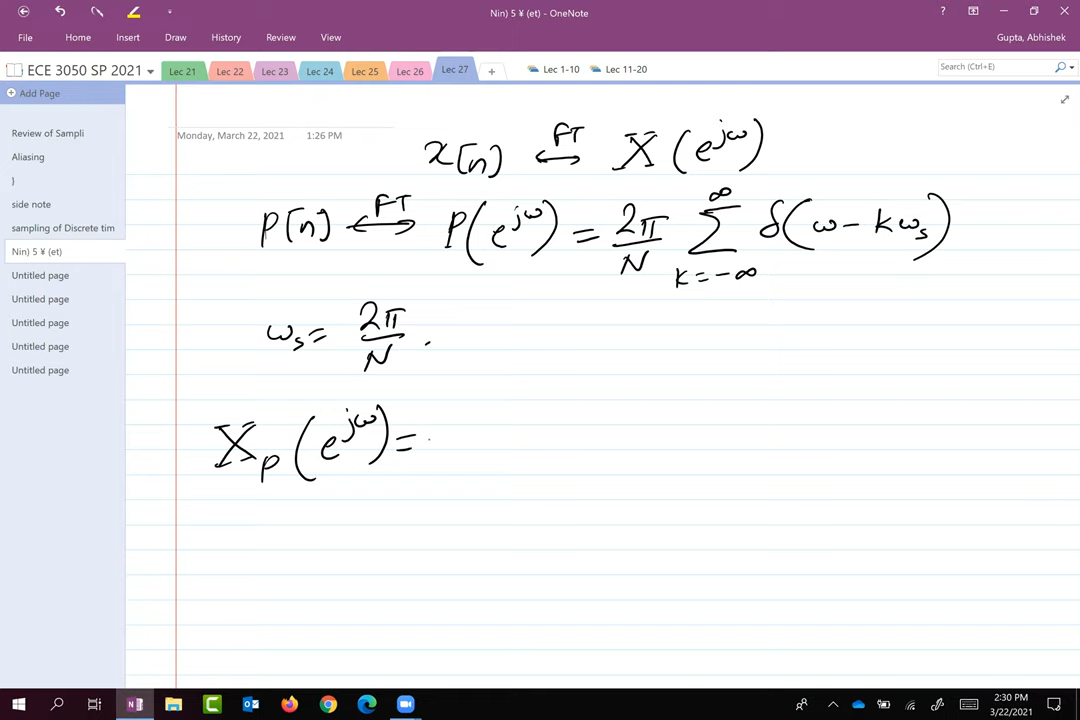 Nin) 5 ¥ (et) - OneNote
?
File Home Insert Draw History Review View
Gupta, Abhishek
ECE 3050 SP 2021
Lec 21 Lec 22 Lec 23 Lec 24 Lec 25 Lec 26 Lec 27 + Lec 1-10 Lec 11-20
Search (Ctrl+E)
Add Page
Review of Sampli
Aliasing
}
side note
sampling of Discrete tim
Nin) 5 ¥ (et)
Untitled page
Untitled page
Untitled page
Untitled page
Untitled page
Monday, March 22, 2021 1:26 PM
x[n] ⟷^{FT} X(e^{jω})
p[n] ⟷^{FT} P(e^{jω}) = \frac{2π}{N} \sum_{k=-∞}^{∞} δ(ω - kω_s)
ω_s = \frac{2π}{N} .
X_p(e^{jω}) =
2:30 PM
3/22/2021